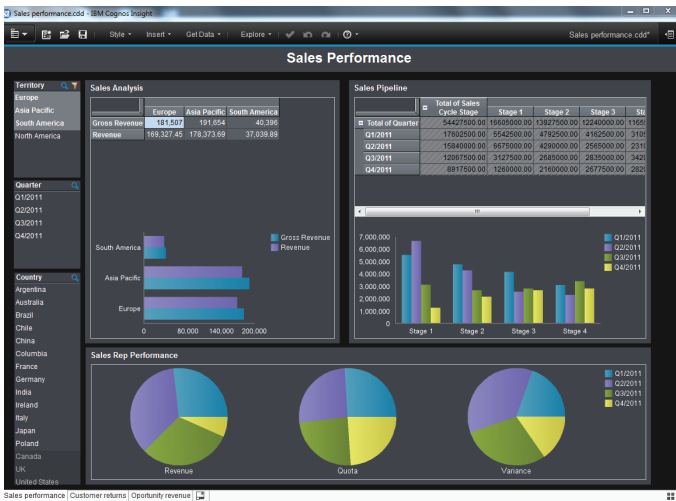 Sales performance.cdd - IBM Cognos Insight
Style Insert Get Data Explore Sales performance.cdd*
Sales Performance
Territory
Europe
Asia Pacific
South America
North America
Quarter
Q1/2011
Q2/2011
Q3/2011
Q4/2011
Country
Argentina
Australia
Brazil
Chile
China
Columbia
France
Germany
India
Ireland
Italy
Japan
Poland
Canada
UK
United States
Sales Analysis
Europe Asia Pacific South America
Gross Revenue 181,507 191,654 40,396
Revenue 169,327.45 178,373.69 37,039.89
Gross Revenue
Revenue
South America
Asia Pacific
Europe
0 80,000 140,000 200,000
Sales Pipeline
Total of Sales
Cycle Stage Stage 1 Stage 2 Stage 3
Total of Quarter 54427500.00 16605000.00 13927500.00 12240000.00
Q1/2011 17602500.00 5542500.00 4792500.00 4162500.00
Q2/2011 15840000.00 6675000.00 4290000.00 2565000.00
Q3/2011 12067500.00 3127500.00 2685000.00 2835000.00
Q4/2011 8917500.00 1260000.00 2160000.00 2677500.00
7,000,000
6,000,000
5,000,000
4,000,000
3,000,000
2,000,000
1,000,000
0
Stage 1 Stage 2 Stage 3 Stage 4
Q1/2011
Q2/2011
Q3/2011
Q4/2011
Sales Rep Performance
Revenue Quota Variance
Q1/2011
Q2/2011
Q3/2011
Q4/2011
Sales performance Customer returns Oportunity revenue